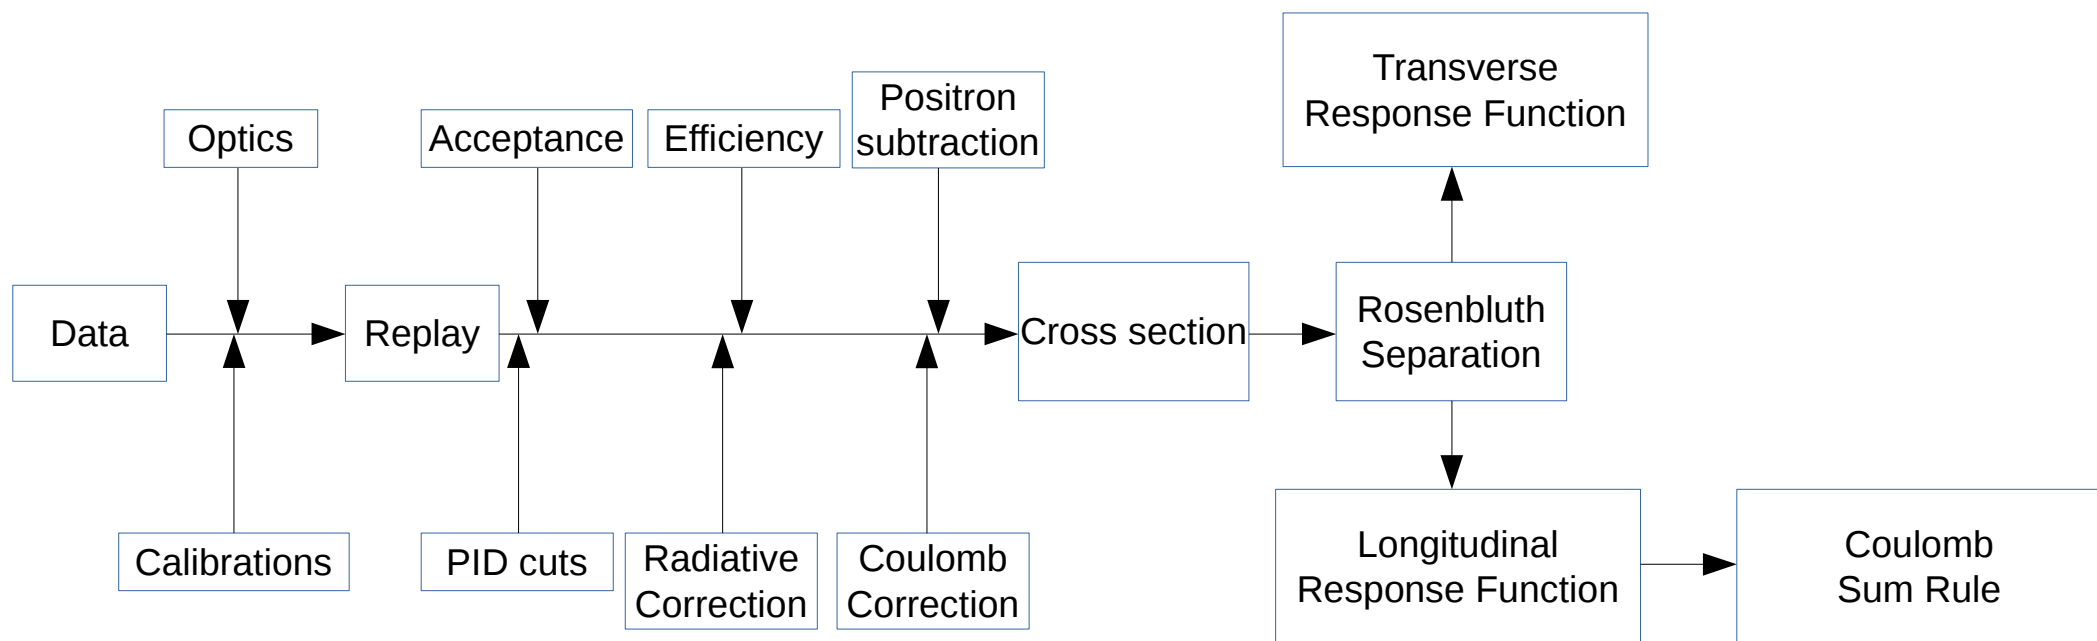 Transverse
Response Function
Positron
subtraction
Optics
Acceptance
Efficiency
Data
Replay
Cross section
Rosenbluth
Separation
Calibrations
PID cuts
Radiative
Correction
Coulomb
Correction
Longitudinal
Response Function
Coulomb
Sum Rule